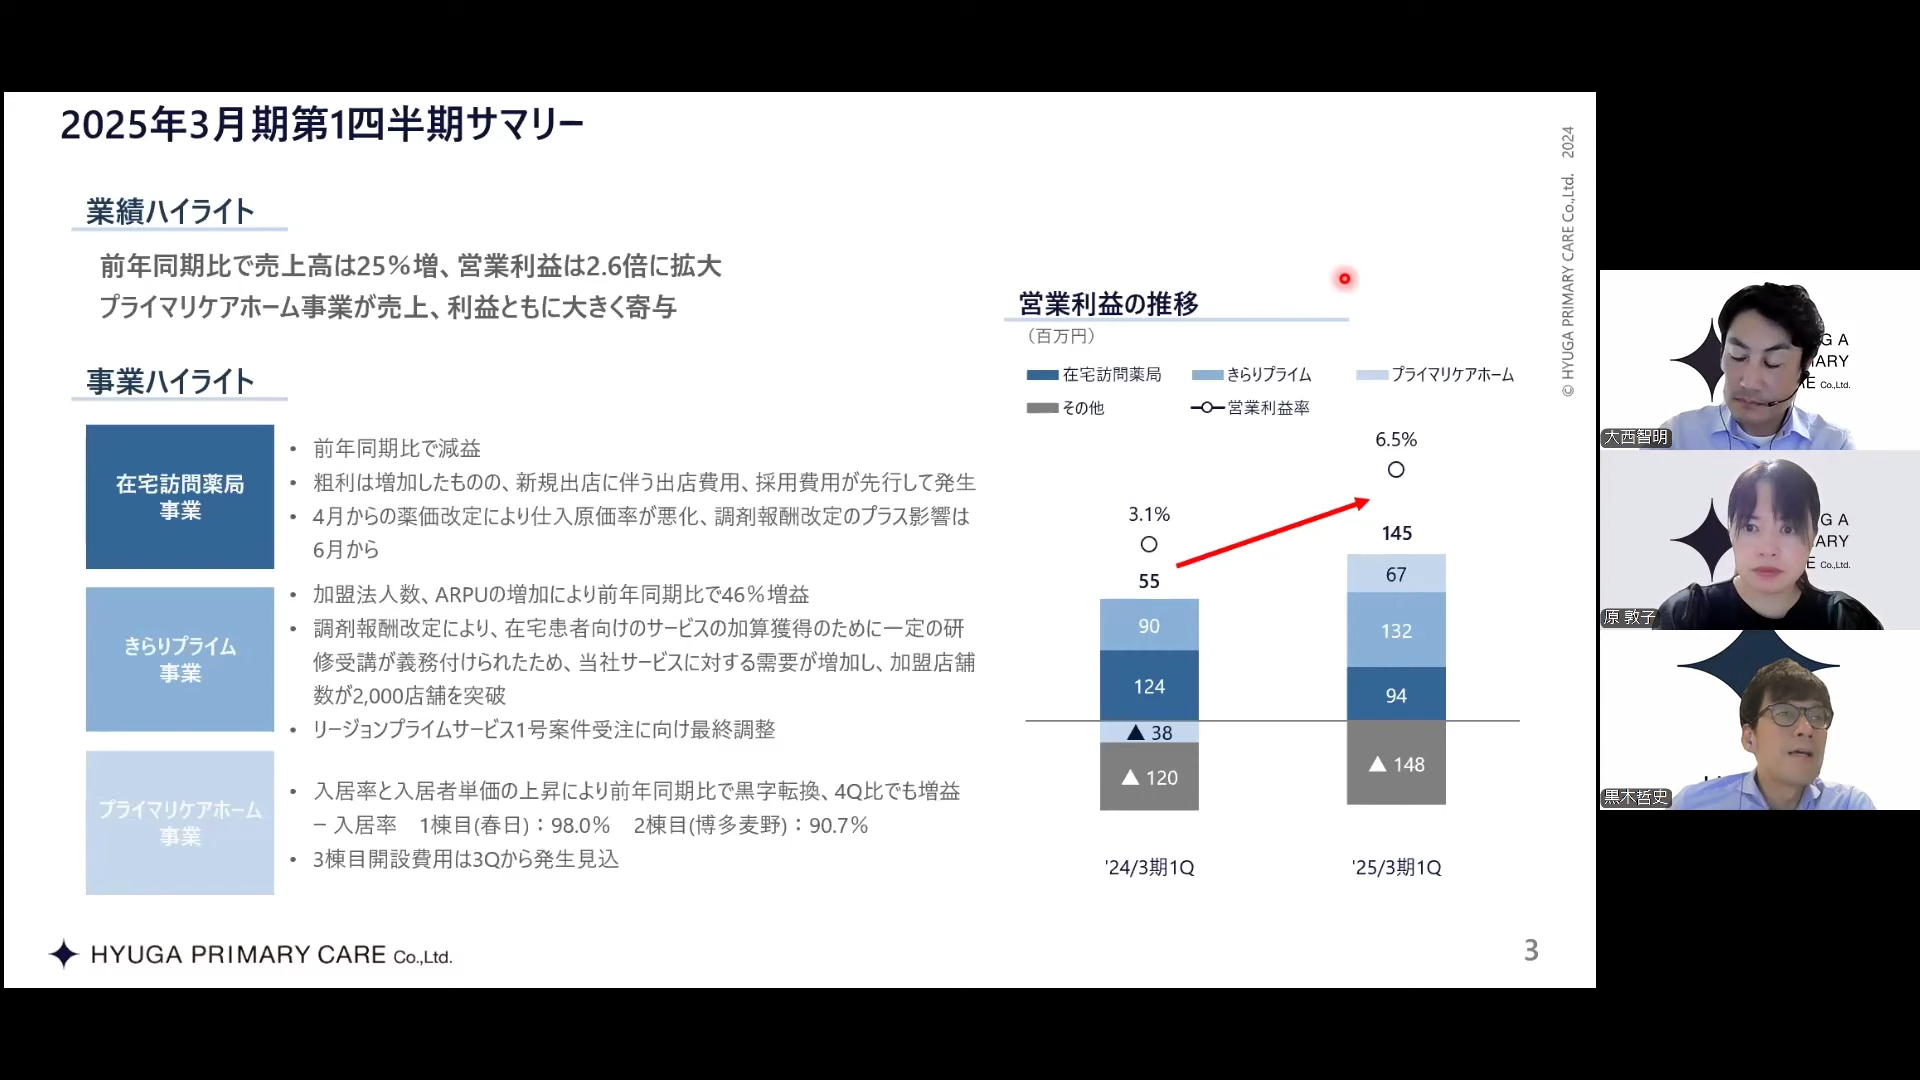 2025年3月期第1四半期サマリー
© HYUGA PRIMARY CARE Co.,Ltd. 2024
業績ハイライト
前年同期比で売上高は25%増、営業利益は2.6倍に拡大
プライマリケアホーム事業が売上、利益ともに大きく寄与
事業ハイライト
在宅訪問薬局
事業
• 前年同期比で減益
• 粗利は増加したものの、新規出店に伴う出店費用、採用費用が先行して発生
• 4月からの薬価改定により仕入原価率が悪化、調剤報酬改定のプラス影響は
6月から
きらりプライム
事業
• 加盟法人数、ARPUの増加により前年同期比で46%増益
• 調剤報酬改定により、在宅患者向けのサービスの加算獲得のために一定の研
修受講が義務付けられたため、当社サービスに対する需要が増加し、加盟店舗
数が2,000店舗を突破
• リージョンプライムサービス1号案件受注に向け最終調整
プライマリケアホーム
事業
• 入居率と入居者単価の上昇により前年同期比で黒字転換、4Q比でも増益
– 入居率 1棟目(春日)：98.0% 2棟目(博多麦野)：90.7%
• 3棟目開設費用は3Qから発生見込
営業利益の推移
（百万円）
在宅訪問薬局 きらりプライム プライマリケアホーム
その他 営業利益率
3.1%
55
90
124
▲ 38
▲ 120
'24/3期1Q
6.5%
145
67
132
94
▲ 148
'25/3期1Q
HYUGA PRIMARY CARE Co.,Ltd.
3
G A
ARY
E Co.,Ltd.
大西智明
G A
ARY
E Co.,Ltd.
原 敦子
黒木哲史